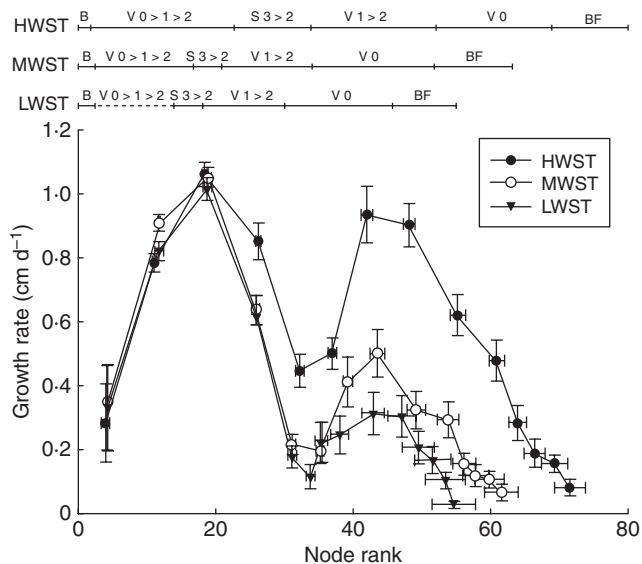 HWST B V 0 > 1 > 2 S 3 > 2 V 1 > 2 V 0 BF
MWST B V 0 > 1 > 2 S 3 > 2 V 1 > 2 V 0 BF
LWST B V 0 > 1 > 2 S 3 > 2 V 1 > 2 V 0 BF
1·2
1·0
0·8
0·6
0·4
0·2
0
Growth rate (cm d⁻¹)
HWST
MWST
LWST
0 20 40 60 80
Node rank